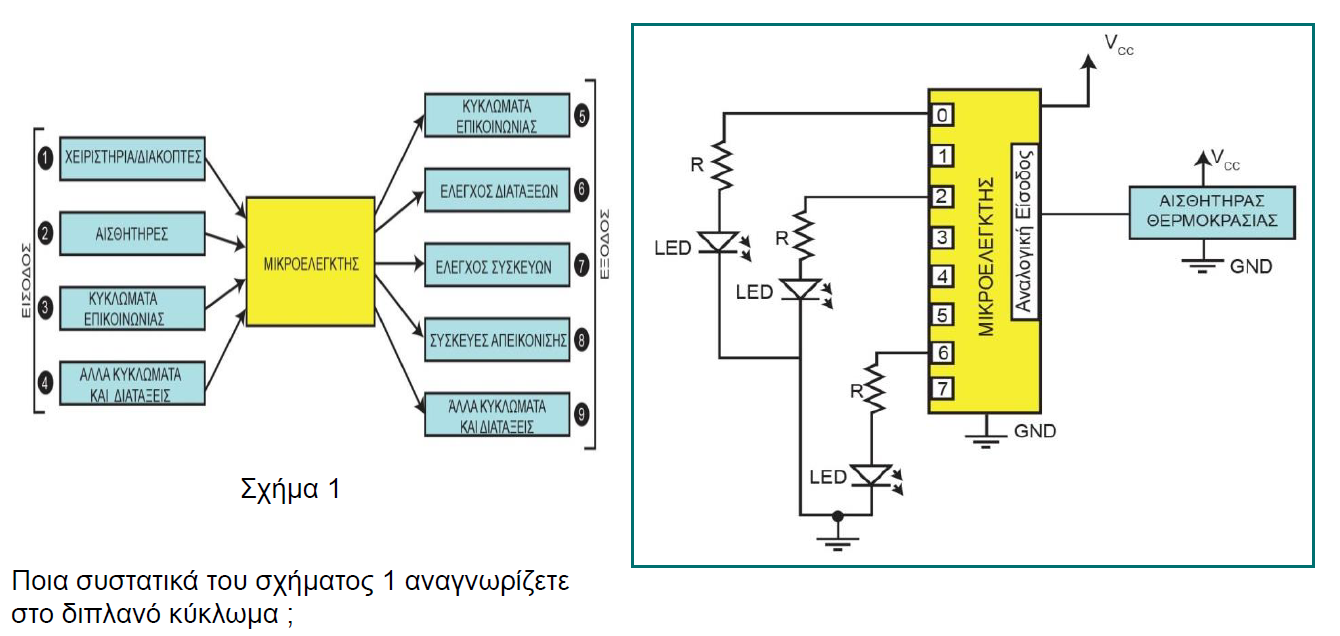 ΕΙΣΟΔΟΣ
1 ΧΕΙΡΙΣΤΗΡΙΑ/ΔΙΑΚΟΠΤΕΣ
2 ΑΙΣΘΗΤΗΡΕΣ
3 ΚΥΚΛΩΜΑΤΑ
ΕΠΙΚΟΙΝΩΝΙΑΣ
4 ΑΛΛΑ ΚΥΚΛΩΜΑΤΑ
ΚΑΙ ΔΙΑΤΑΞΕΙΣ
ΜΙΚΡΟΕΛΕΓΚΤΗΣ
ΚΥΚΛΩΜΑΤΑ
ΕΠΙΚΟΙΝΩΝΙΑΣ 5
ΕΛΕΓΧΟΣ ΔΙΑΤΑΞΕΩΝ 6
ΕΛΕΓΧΟΣ ΣΥΣΚΕΥΩΝ 7
ΣΥΣΚΕΥΕΣ ΑΠΕΙΚΟΝΙΣΗΣ 8
ΆΛΛΑ ΚΥΚΛΩΜΑΤΑ
ΚΑΙ ΔΙΑΤΑΞΕΙΣ 9
ΕΞΟΔΟΣ
Σχήμα 1
Ποια συστατικά του σχήματος 1 αναγνωρίζετε
στο διπλανό κύκλωμα ;
VCC
0
1
2
3
4
5
6
7
ΜΙΚΡΟΕΛΕΓΚΤΗΣ
Αναλογική Είσοδος
R
LED
R
LED
R
LED
GND
VCC
ΑΙΣΘΗΤΗΡΑΣ
ΘΕΡΜΟΚΡΑΣΙΑΣ
GND